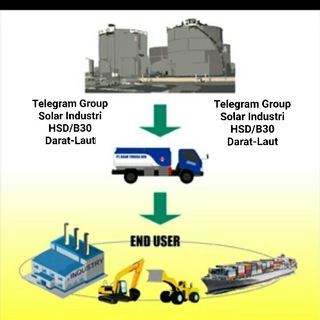 Telegram Group
Solar Industri
HSD/B30
Darat-Laut
Telegram Group
Solar Industri
HSD/B30
Darat-Laut
END USER
INDUSTRY